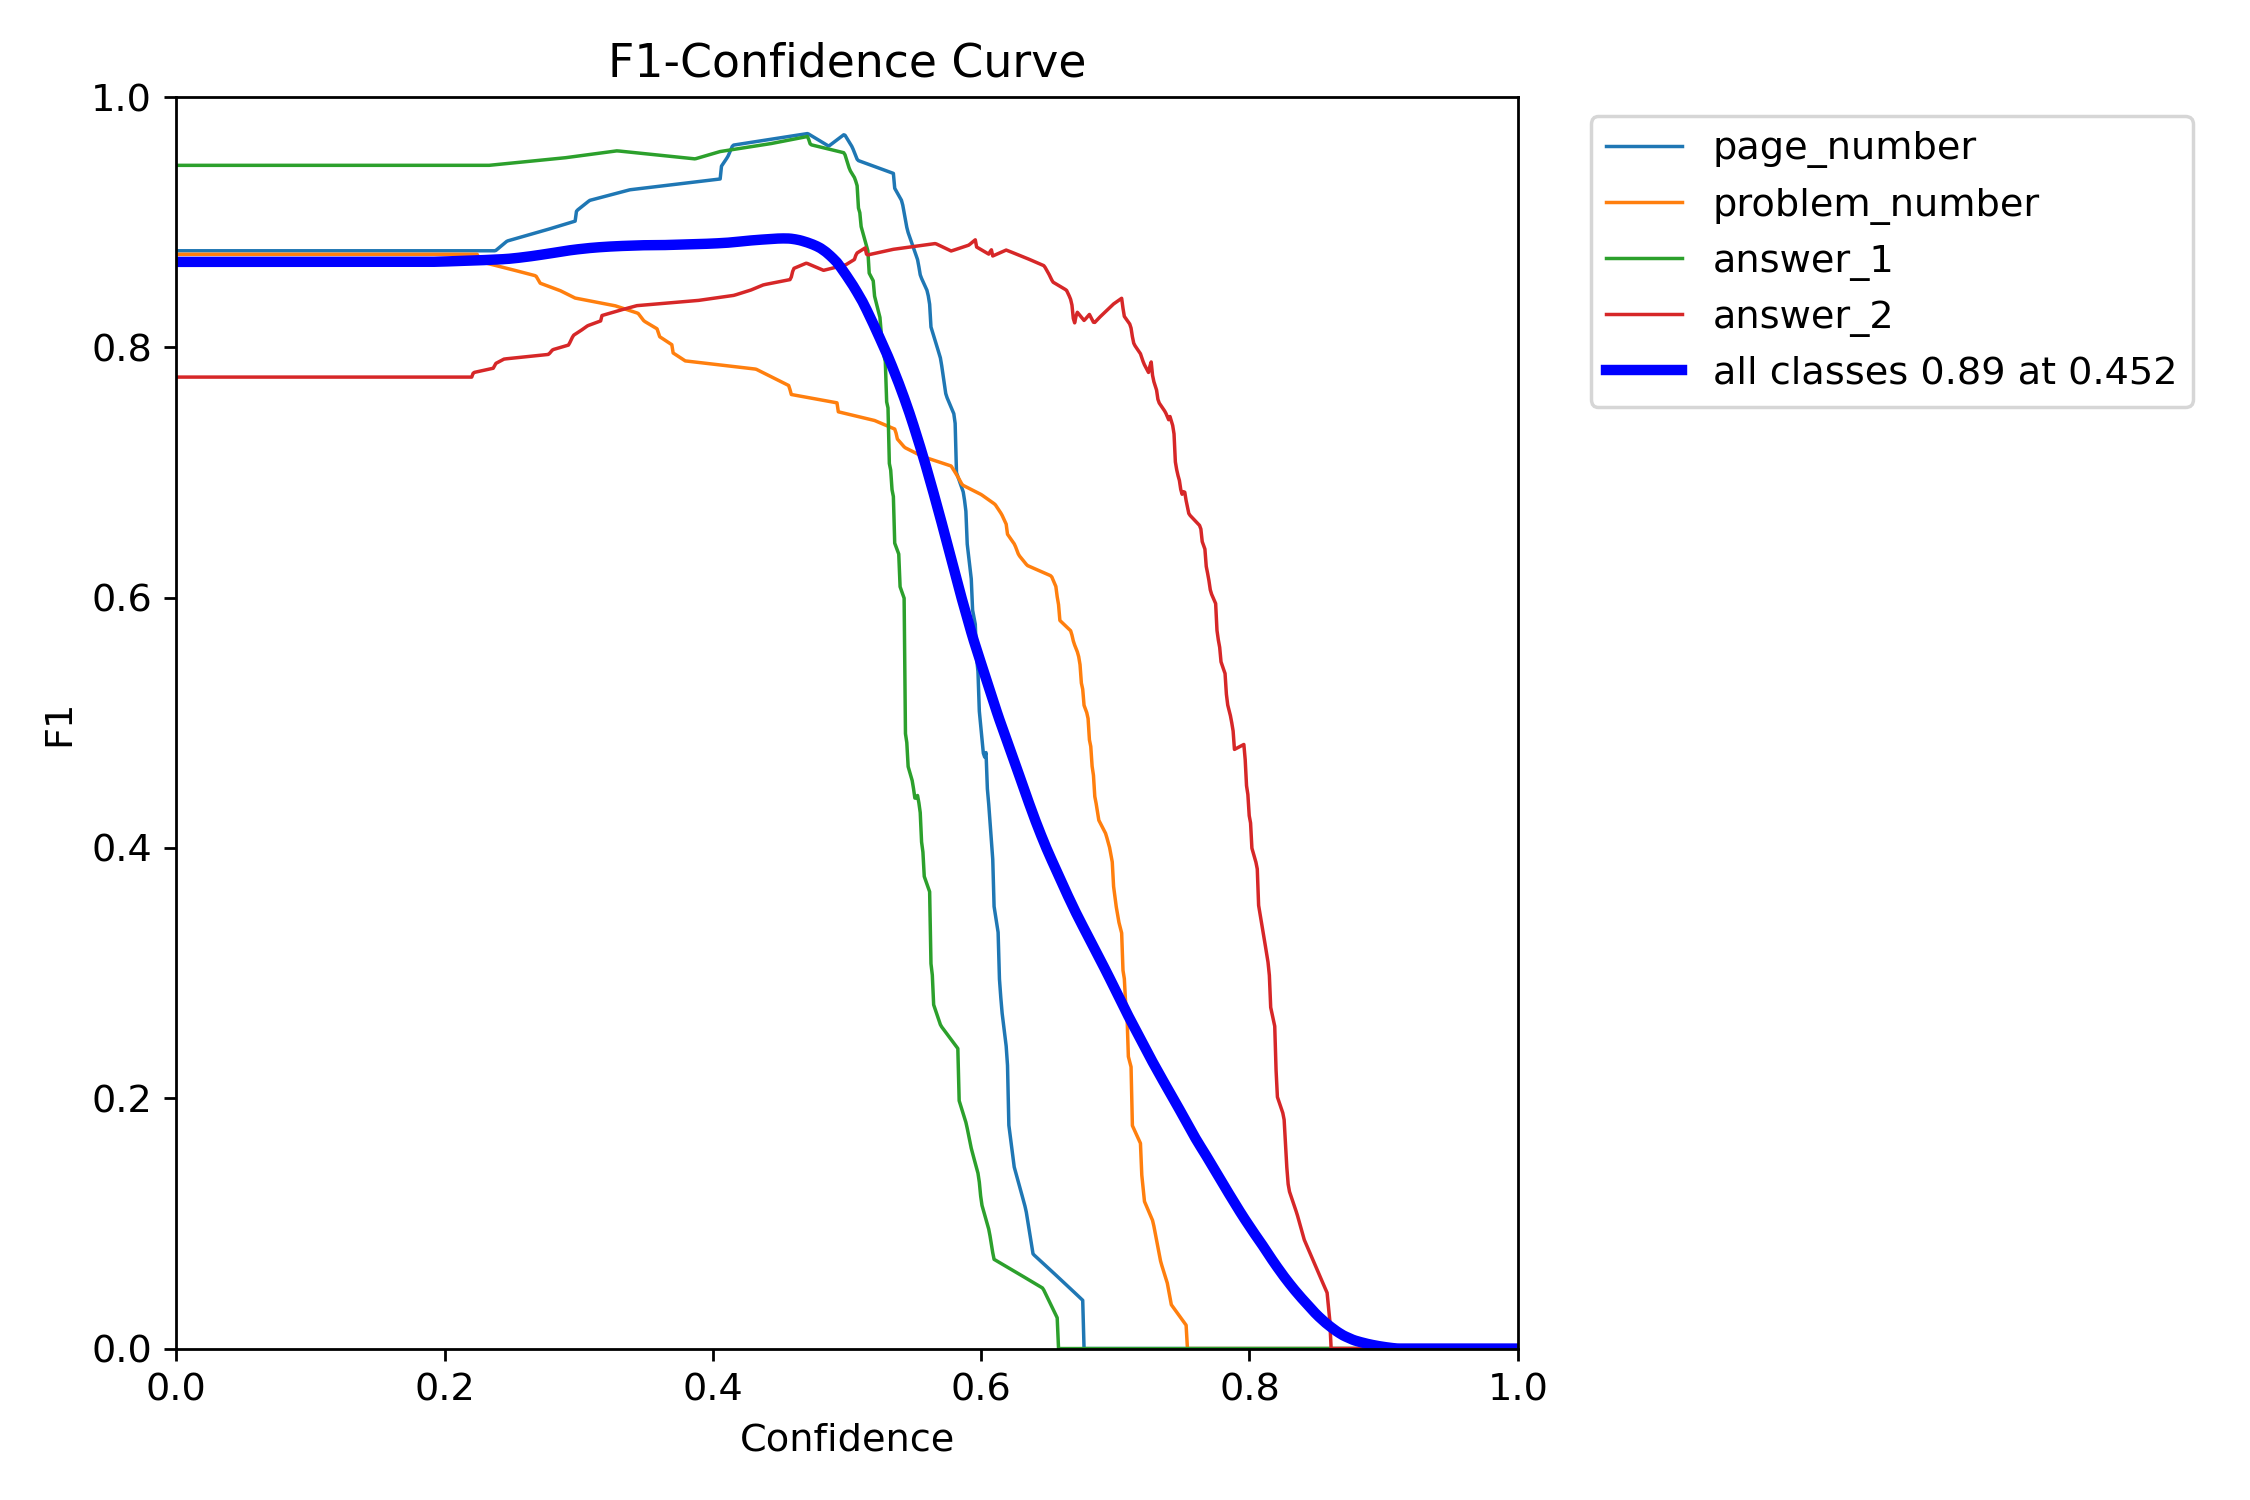 F1-Confidence Curve
1.0
0.8
0.6
0.4
0.2
0.0
F1
0.0 0.2 0.4 0.6 0.8 1.0
Confidence
page_number
problem_number
answer_1
answer_2
all classes 0.89 at 0.452